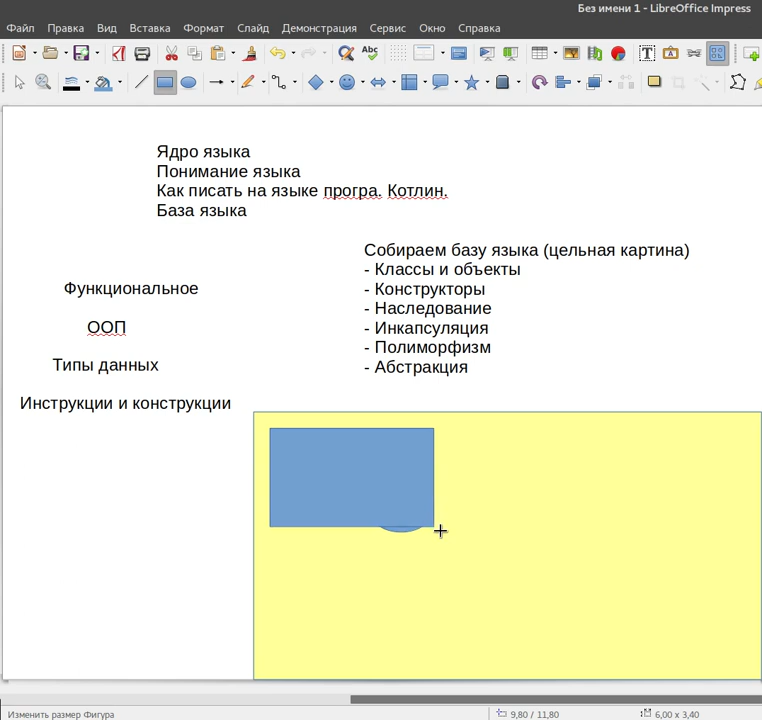 Без имени 1 - LibreOffice Impress
Файл Правка Вид Вставка Формат Слайд Демонстрация Сервис Окно Справка
Abc
T
A
Ядро языка
Понимание языка
Как писать на языке програ. Котлин.
База языка
Собираем базу языка (цельная картина)
- Классы и объекты
- Конструкторы
- Наследование
- Инкапсуляция
- Полиморфизм
- Абстракция
Функциональное
ООП
Типы данных
Инструкции и конструкции
Изменить размер Фигура 9,80 / 11,80 6,00 x 3,40